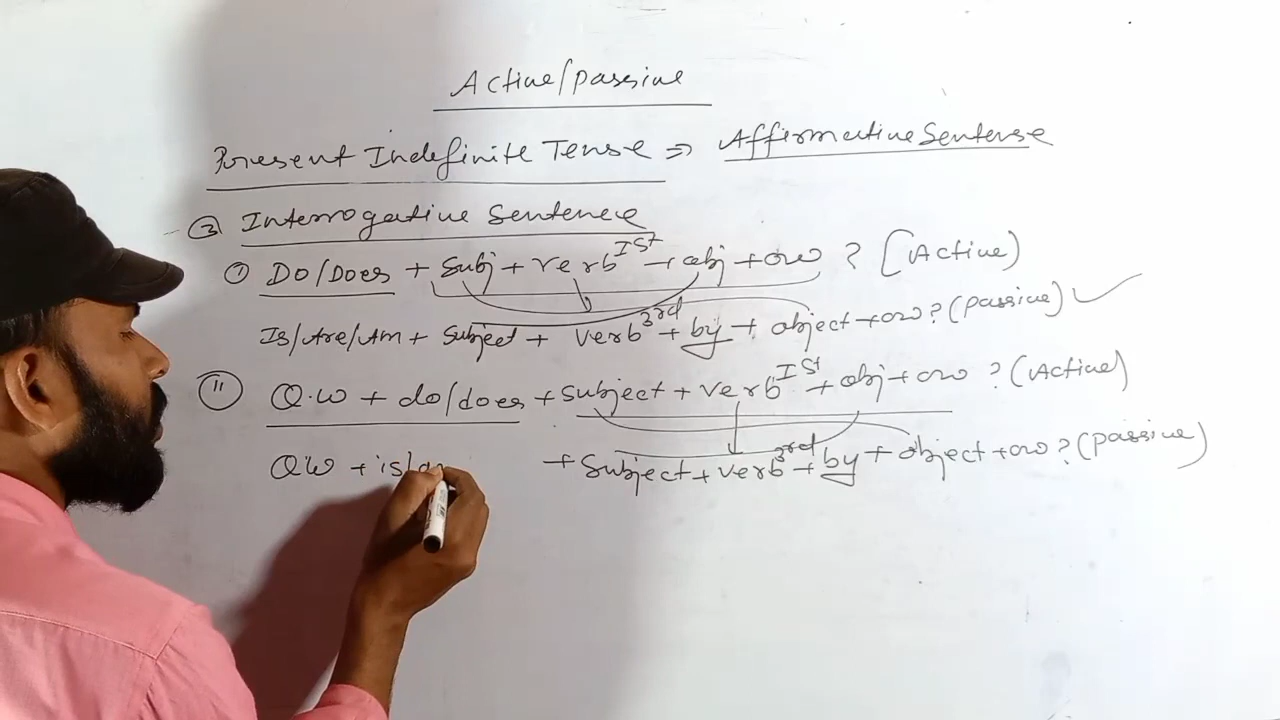 Active/passive
Present Indefinite Tense ⇒ Affirmative Sentense
③ Interrogative Sentence
① Do/Does + Subj + verb Ist + obj + ow ? (Active)
Is/Are/Am + Subject + verb 3rd + by + object + ow ? (passive) ✓
(ii) Q.W + do/does + subject + verb Ist + obj + ow ? (Active)
Q.W + is/a + Subject + verb 3rd + by + object + ow ? (passive)